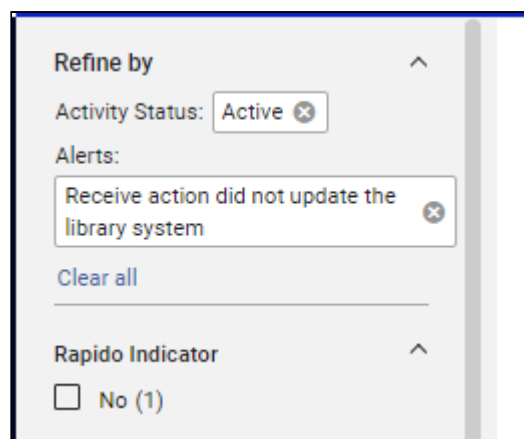 Refine by
Activity Status: Active
Alerts:
Receive action did not update the
library system
Clear all
Rapido Indicator
No (1)